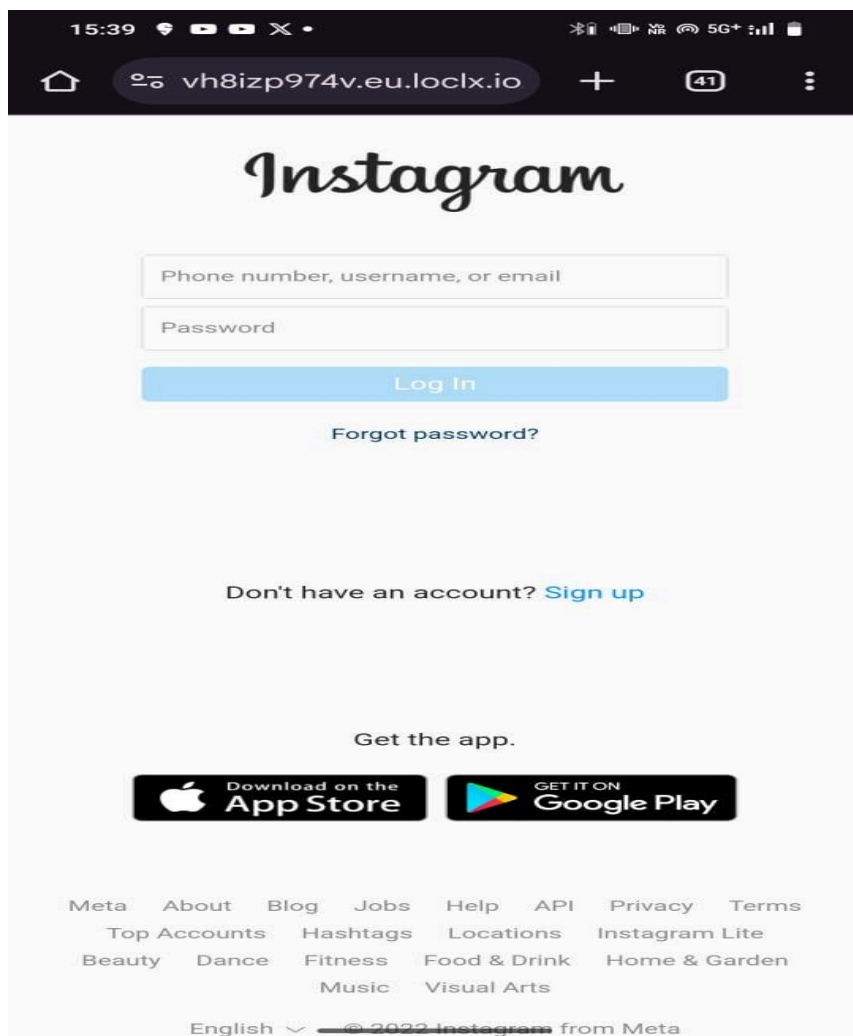 15:39 5G+
vh8izp974v.eu.loclx.io 41
Instagram
Phone number, username, or email
Password
Log In
Forgot password?
Don't have an account? Sign up
Get the app.
Download on the
App Store
GET IT ON
Google Play
Meta About Blog Jobs Help API Privacy Terms
Top Accounts Hashtags Locations Instagram Lite
Beauty Dance Fitness Food & Drink Home & Garden
Music Visual Arts
English © 2022 Instagram from Meta